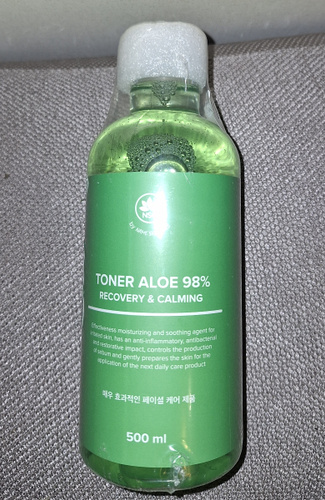 by
TONER ALOE 98%
RECOVERY & CALMING
Effectiveness moisturizing and soothing agent for
skin, has an anti-inflammatory, antibacterial
and restorative impact, controls the production
of sebum and gently prepares the skin for the
application of the next daily care product
매우 효과적인 페이셜 케어 제품
500 ml